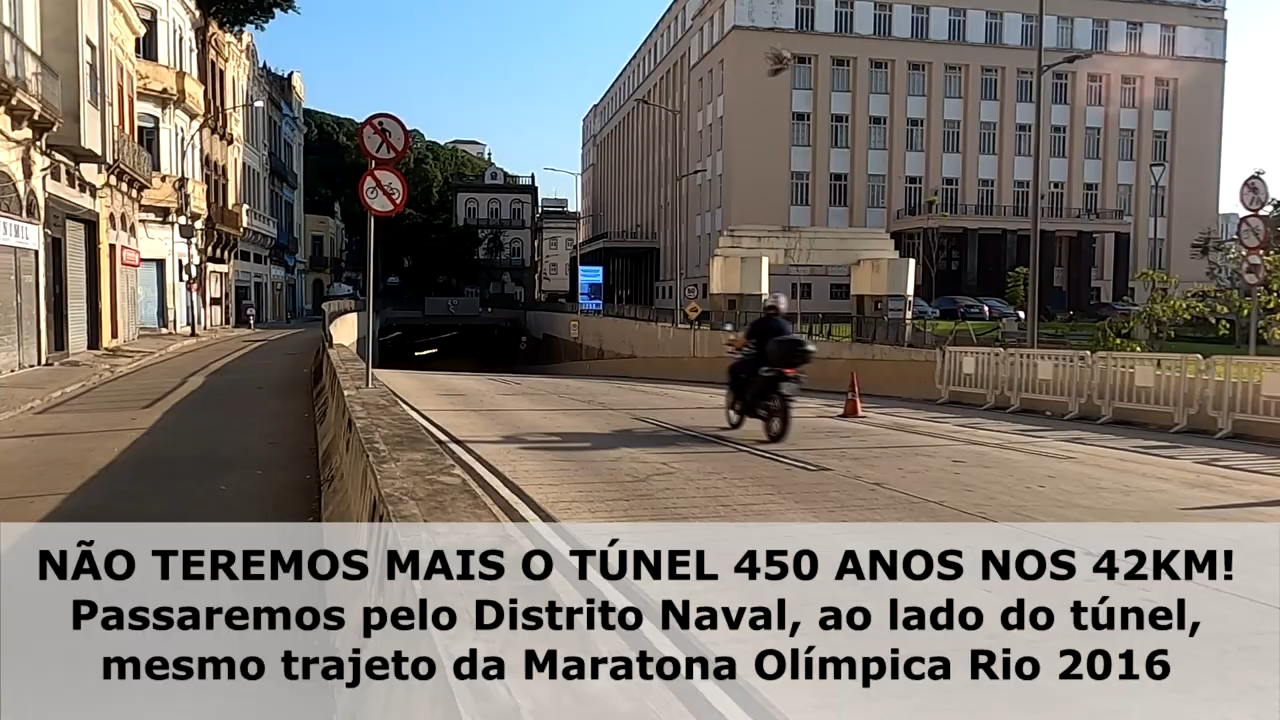 NIMIL
NÃO TEREMOS MAIS O TÚNEL 450 ANOS NOS 42KM!
Passaremos pelo Distrito Naval, ao lado do túnel,
mesmo trajeto da Maratona Olímpica Rio 2016